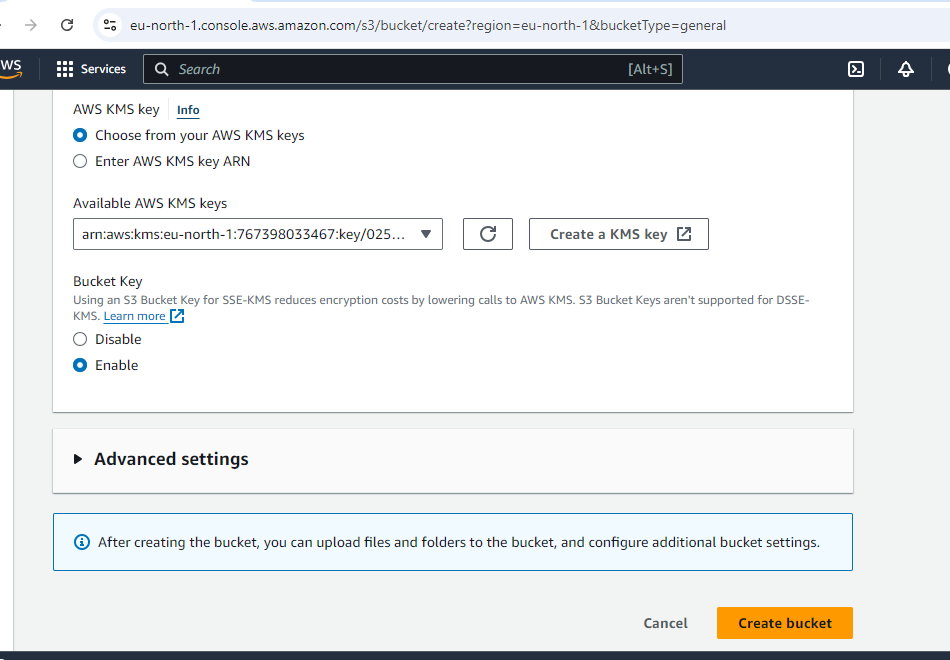 eu-north-1.console.aws.amazon.com/s3/bucket/create?region=eu-north-1&bucketType=general
WS Services Search [Alt+S]
AWS KMS key Info
Choose from your AWS KMS keys
Enter AWS KMS key ARN
Available AWS KMS keys
arn:aws:kms:eu-north-1:767398033467:key/025... Create a KMS key
Bucket Key
Using an S3 Bucket Key for SSE-KMS reduces encryption costs by lowering calls to AWS KMS. S3 Bucket Keys aren't supported for DSSE-
KMS. Learn more
Disable
Enable
Advanced settings
After creating the bucket, you can upload files and folders to the bucket, and configure additional bucket settings.
Cancel Create bucket